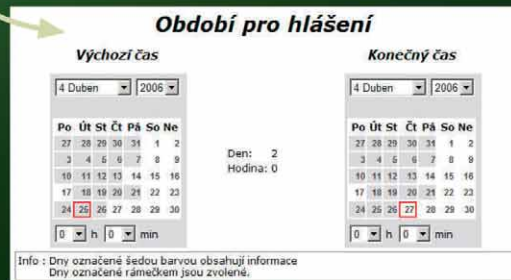 Období pro hlášení
Výchozí čas
Konečný čas
4 Duben 2006
4 Duben 2006
Po Út St Čt Pá So Ne
27 28 29 30 31 1 2
3 4 5 6 7 8 9
10 11 12 13 14 15 16
17 18 19 20 21 22 23
24 25 26 27 28 29 30
Po Út St Čt Pá So Ne
27 28 29 30 31 1 2
3 4 5 6 7 8 9
10 11 12 13 14 15 16
17 18 19 20 21 22 23
24 25 26 27 28 29 30
Den: 2
Hodina: 0
0 h 0 min
0 h 0 min
Info : Dny označené šedou barvou obsahují informace
Dny označené rámečkem jsou zvolené.